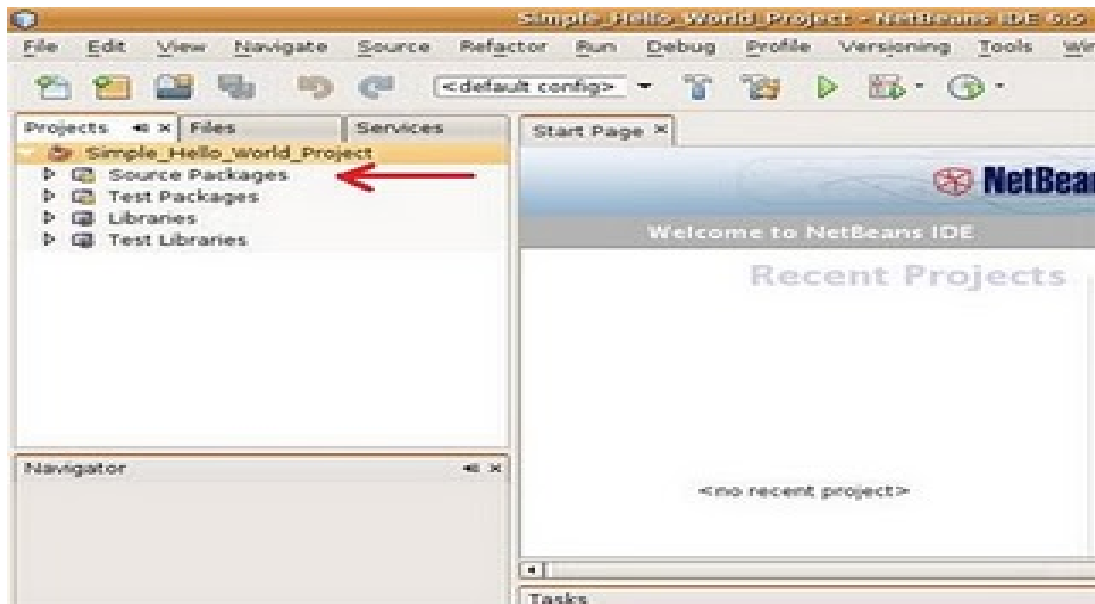 Simple_Hello_World_Project - NetBeans IDE 6.5
File Edit View Navigate Source Refactor Run Debug Profile Versioning Tools
<default config>
Projects Files Services
Start Page
Simple_Hello_World_Project
Source Packages
Test Packages
Libraries
Test Libraries
Welcome to NetBeans IDE
Recent Projects
<no recent project>
Navigator
Tasks